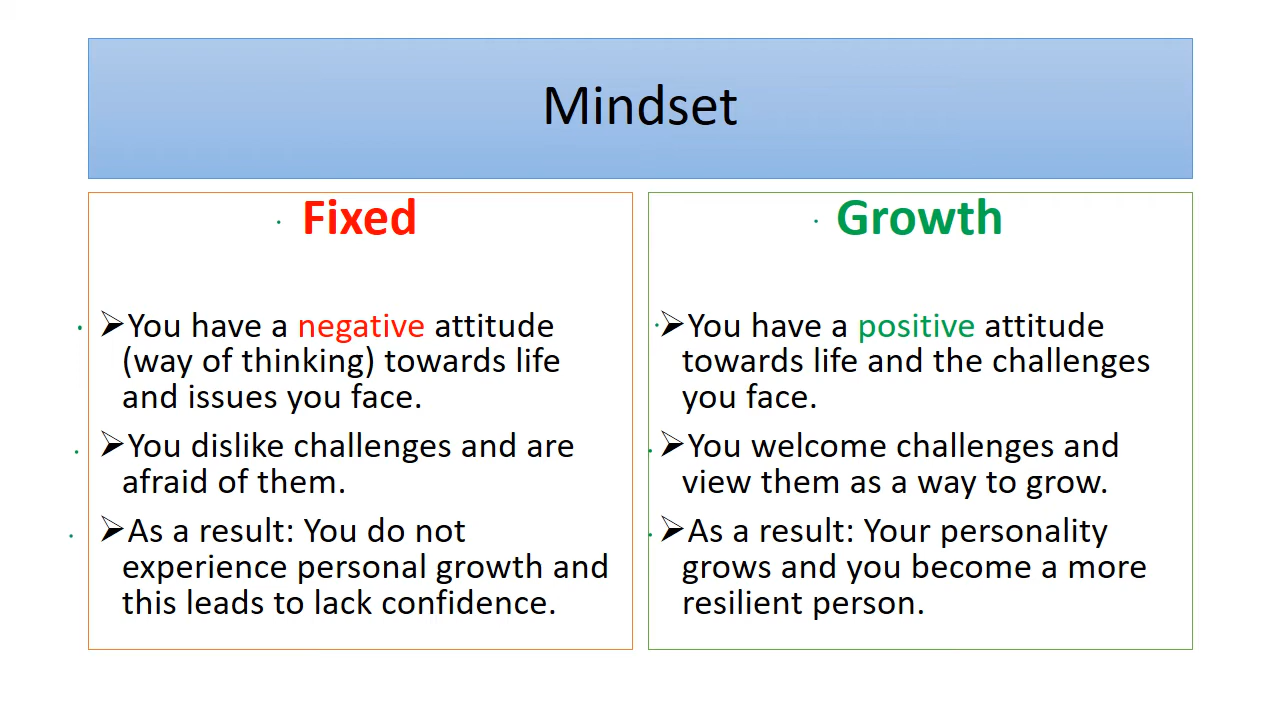 Mindset
Fixed
➢You have a negative attitude
(way of thinking) towards life
and issues you face.
➢You dislike challenges and are
afraid of them.
➢As a result: You do not
experience personal growth and
this leads to lack confidence.
Growth
➢You have a positive attitude
towards life and the challenges
you face.
➢You welcome challenges and
view them as a way to grow.
➢As a result: Your personality
grows and you become a more
resilient person.